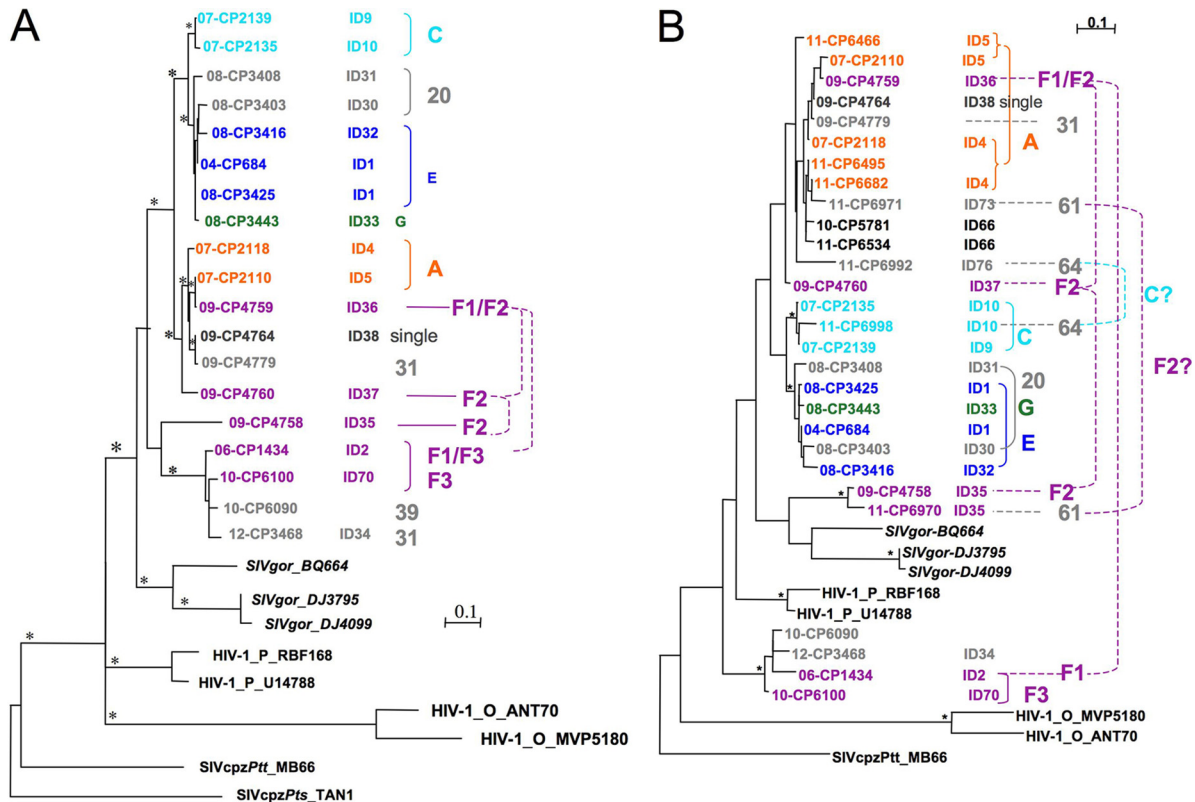 A
07-CP2139 ID9
07-CP2135 ID10
C
08-CP3408 ID31
08-CP3403 ID30
20
08-CP3416 ID32
04-CP684 ID1
08-CP3425 ID1
E
08-CP3443 ID33 G
07-CP2118 ID4
07-CP2110 ID5
A
09-CP4759 ID36 F1/F2
09-CP4764 ID38 single
09-CP4779 31
09-CP4760 ID37 F2
09-CP4758 ID35 F2
06-CP1434 ID2 F1/F3
10-CP6100 ID70 F3
10-CP6090 39
12-CP3468 ID34 31
SIVgor_BQ664
SIVgor_DJ3795
SIVgor_DJ4099
0.1
HIV-1_P_RBF168
HIV-1_P_U14788
HIV-1_O_ANT70
HIV-1_O_MVP5180
SIVcpzPtt_MB66
SIVcpzPts_TAN1
B
0.1
11-CP6466 ID5
07-CP2110 ID5
09-CP4759 ID36 F1/F2
09-CP4764 ID38 single
09-CP4779 31
07-CP2118 ID4
A
11-CP6495
11-CP6682 ID4
11-CP6971 ID73 61
10-CP5781 ID66
11-CP6534 ID66
11-CP6992 ID76 64
09-CP4760 ID37 F2
C?
07-CP2135 ID10
11-CP6998 ID10 64
C
07-CP2139 ID9
F2?
08-CP3408 ID31
20
08-CP3425 ID1
08-CP3443 ID33 G
04-CP684 ID1
E
08-CP3403 ID30
08-CP3416 ID32
09-CP4758 ID35 F2
11-CP6970 ID35 61
SIVgor-BQ664
SIVgor-DJ3795
SIVgor-DJ4099
HIV-1_P_RBF168
HIV-1_P_U14788
10-CP6090
12-CP3468 ID34
06-CP1434 ID2 F1
10-CP6100 ID70 F3
HIV-1_O_MVP5180
HIV-1_O_ANT70
SIVcpzPtt_MB66